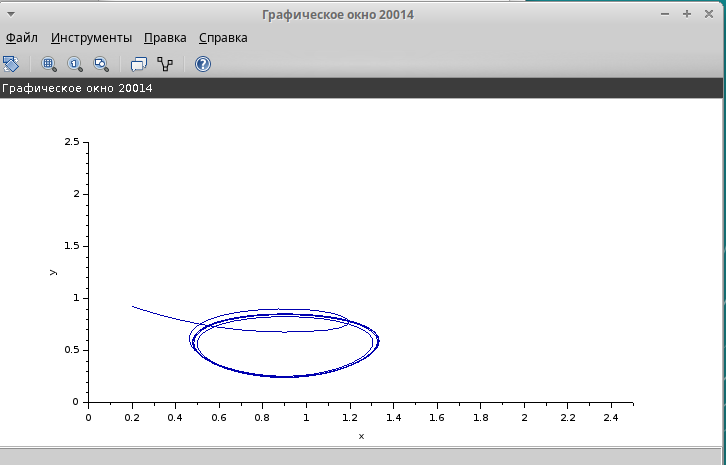 Графическое окно 20014
Файл Инструменты Правка Справка
Графическое окно 20014
2.5
2
1.5
y
1
0.5
0
0 0.2 0.4 0.6 0.8 1 1.2 1.4 1.6 1.8 2 2.2 2.4
x